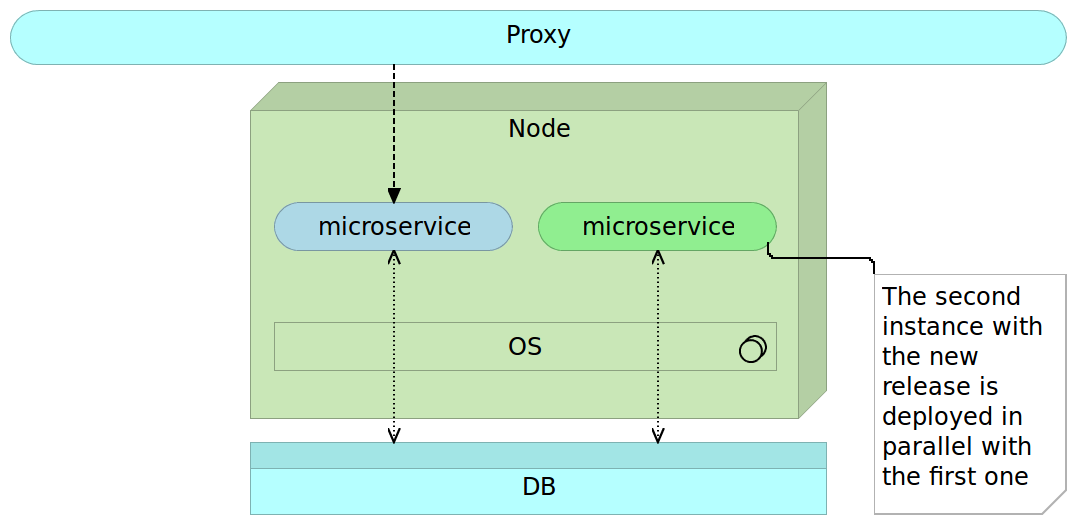 Proxy
Node
microservice
microservice
OS
The second
instance with
the new
release is
deployed in
parallel with
the first one
DB